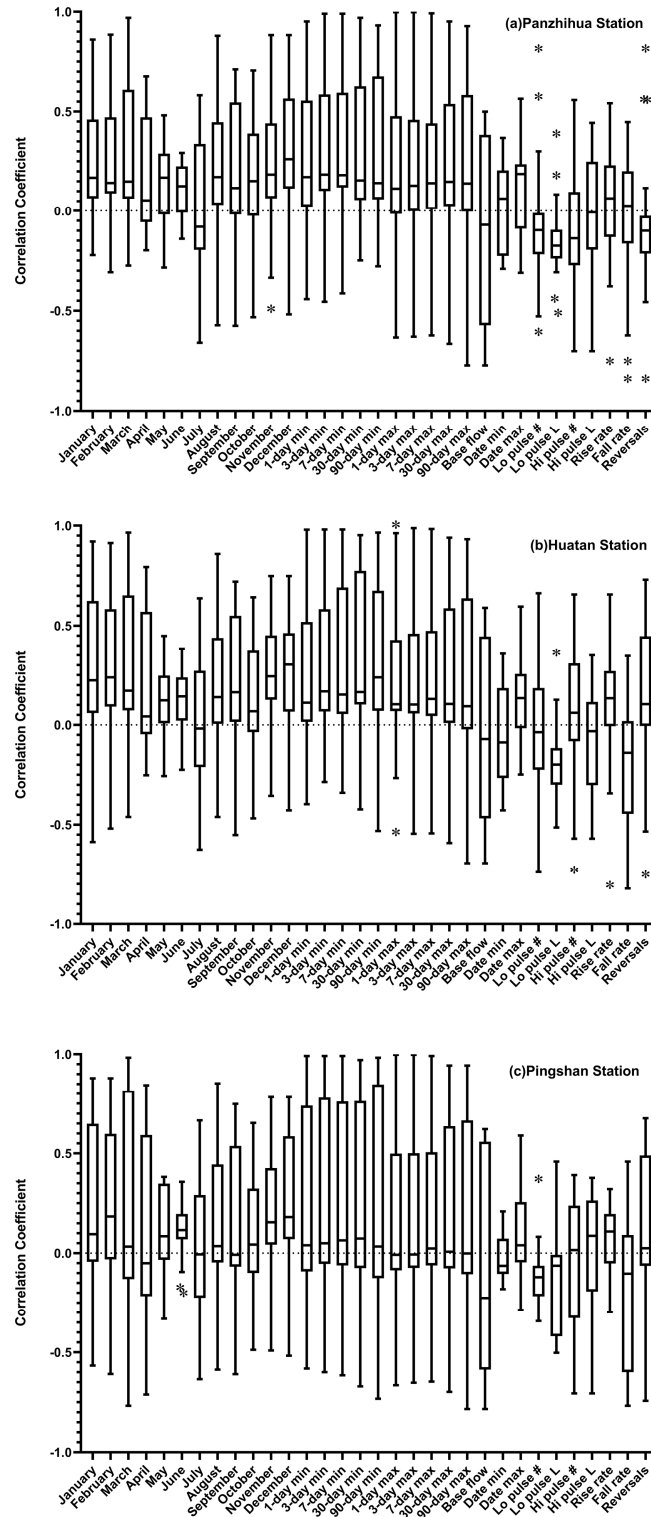 (a)Panzhihua Station
Correlation Coefficient
1.0
0.5
0.0
-0.5
-1.0
January
February
March
April
May
June
July
August
September
October
November
December
1-day min
3-day min
7-day min
30-day min
90-day min
1-day max
3-day max
7-day max
30-day max
90-day max
Base flow
Date min
Date max
Lo pulse #
Lo pulse L
Hi pulse #
Hi pulse L
Rise rate
Fall rate
Reversals
(b)Huatan Station
Correlation Coefficient
1.0
0.5
0.0
-0.5
-1.0
January
February
March
April
May
June
July
August
September
October
November
December
1-day min
3-day min
7-day min
30-day min
90-day min
1-day max
3-day max
7-day max
30-day max
90-day max
Base flow
Date min
Date max
Lo pulse #
Lo pulse L
Hi pulse #
Hi pulse L
Rise rate
Fall rate
Reversals
(c)Pingshan Station
Correlation Coefficient
1.0
0.5
0.0
-0.5
-1.0
January
February
March
April
May
June
July
August
September
October
November
December
1-day min
3-day min
7-day min
30-day min
90-day min
1-day max
3-day max
7-day max
30-day max
90-day max
Base flow
Date min
Date max
Lo pulse #
Lo pulse L
Hi pulse #
Hi pulse L
Rise rate
Fall rate
Reversals